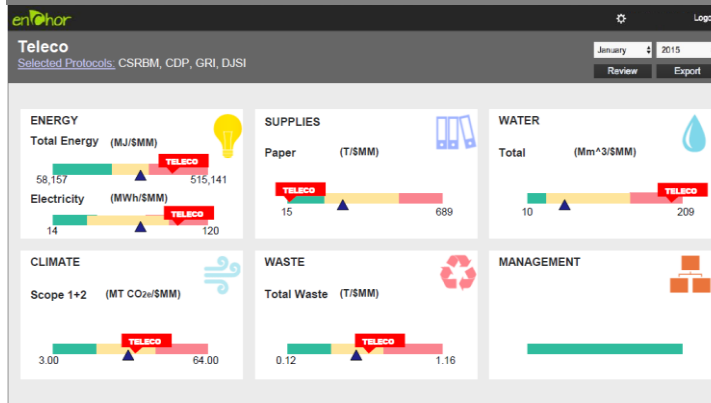 enChor
Logo
Teleco
January 2015
Selected Protocols: CSRBM, CDP, GRI, DJSI
Review Export
ENERGY
Total Energy (MJ/$MM)
TELECO
58,157 515,141
Electricity (MWh/$MM)
TELECO
14 120
SUPPLIES
Paper (T/$MM)
TELECO
15 689
WATER
Total (Mm^3/$MM)
TELECO
10 209
CLIMATE
Scope 1+2 (MT CO2e/$MM)
TELECO
3.00 64.00
WASTE
Total Waste (T/$MM)
TELECO
0.12 1.16
MANAGEMENT